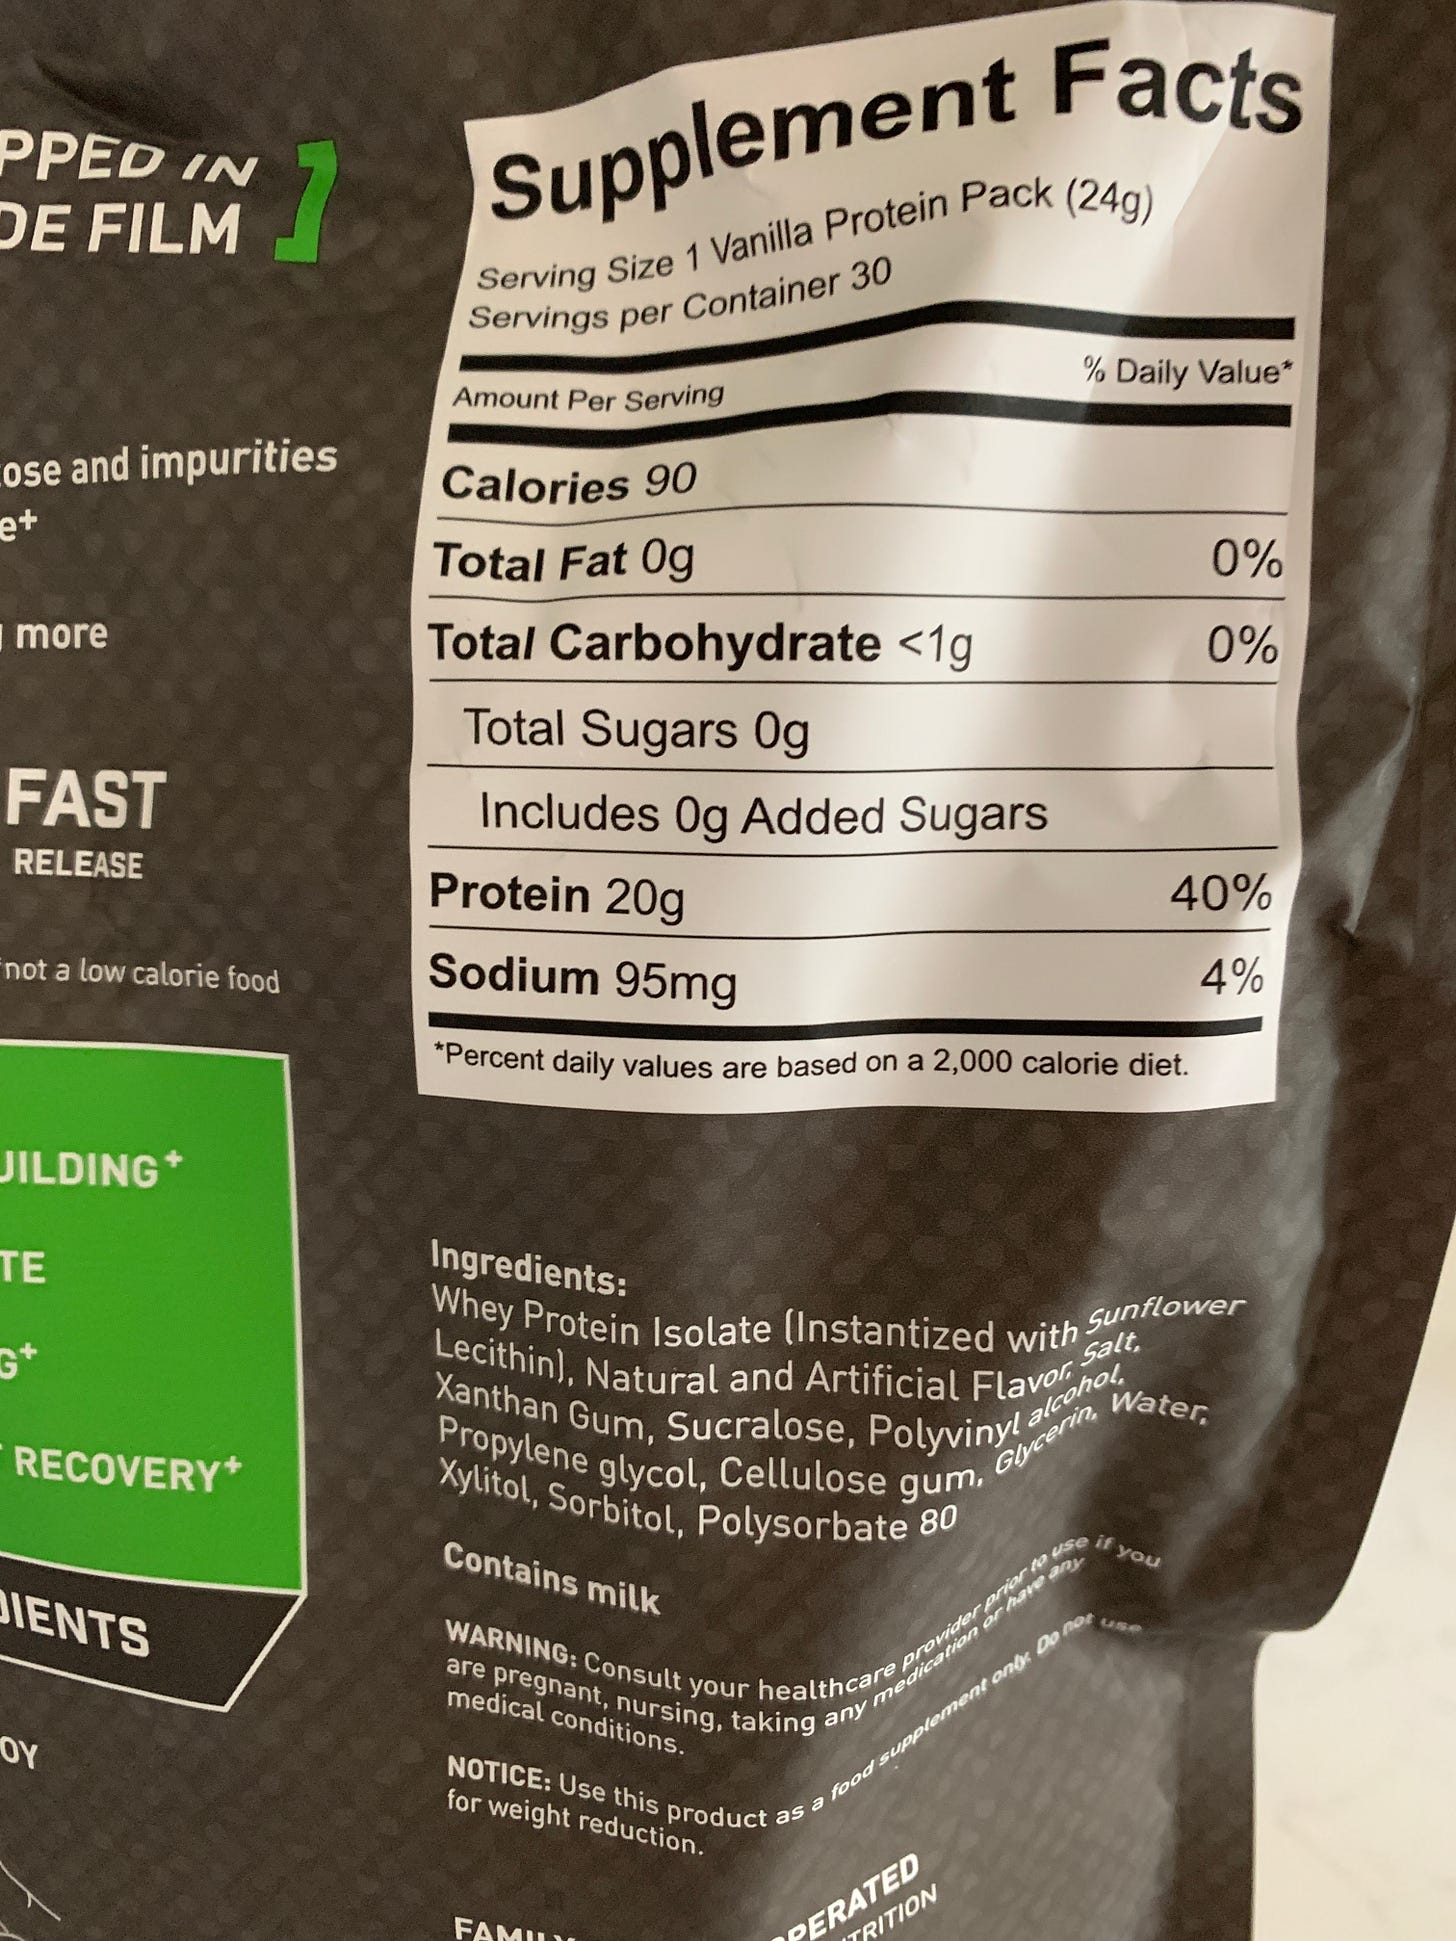 PPED IN
DE FILM
ose and impurities
e+
more
FAST
RELEASE
not a low calorie food
UILDING+
TE
G+
RECOVERY+
DIENTS
OY
Supplement Facts
Serving Size 1 Vanilla Protein Pack (24g)
Servings per Container 30
% Daily Value*
Amount Per Serving
Calories 90
Total Fat 0g 0%
Total Carbohydrate <1g 0%
Total Sugars 0g
Includes 0g Added Sugars
Protein 20g 40%
Sodium 95mg 4%
*Percent daily values are based on a 2,000 calorie diet.
Ingredients:
Whey Protein Isolate (Instantized with Sunflower
Lecithin), Natural and Artificial Flavor, Salt,
Xanthan Gum, Sucralose, Polyvinyl alcohol,
Propylene glycol, Cellulose gum, Glycerin, Water,
Xylitol, Sorbitol, Polysorbate 80
Contains milk
WARNING: Consult your healthcare provider prior to use if you
are pregnant, nursing, taking any medication or have any
medical conditions.
NOTICE: Use this product as a food supplement only. Do not use
for weight reduction.
PERATED
TRITION